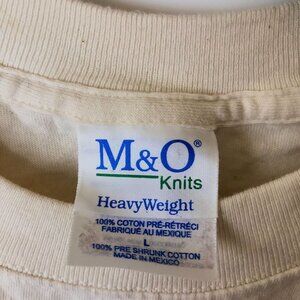 M&O®
Knits
HeavyWeight
100% COTON PRÉ-RÉTRÉCI
FABRIQUÉ AU MEXIQUE
L
100% PRE SHRUNK COTTON
MADE IN MEXICO